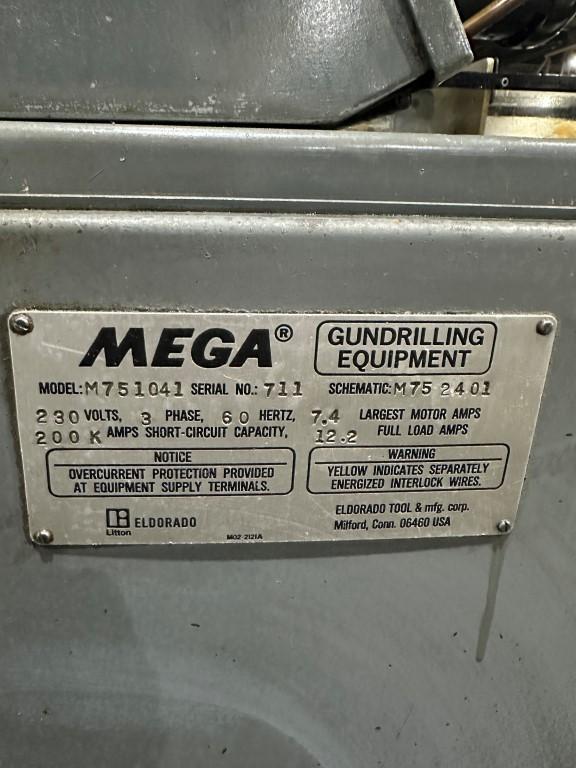 MEGA®
GUNDRILLING
EQUIPMENT
MODEL: M751041 SERIAL NO.: 711 SCHEMATIC: M75 2401
230 VOLTS, 3 PHASE, 60 HERTZ, 7.4 LARGEST MOTOR AMPS
200 K AMPS SHORT-CIRCUIT CAPACITY, 12.2 FULL LOAD AMPS
NOTICE
OVERCURRENT PROTECTION PROVIDED
AT EQUIPMENT SUPPLY TERMINALS.
WARNING
YELLOW INDICATES SEPARATELY
ENERGIZED INTERLOCK WIRES.
ELDORADO
Litton
M02-2121A
ELDORADO TOOL & mfg. corp.
Milford, Conn. 06460 USA